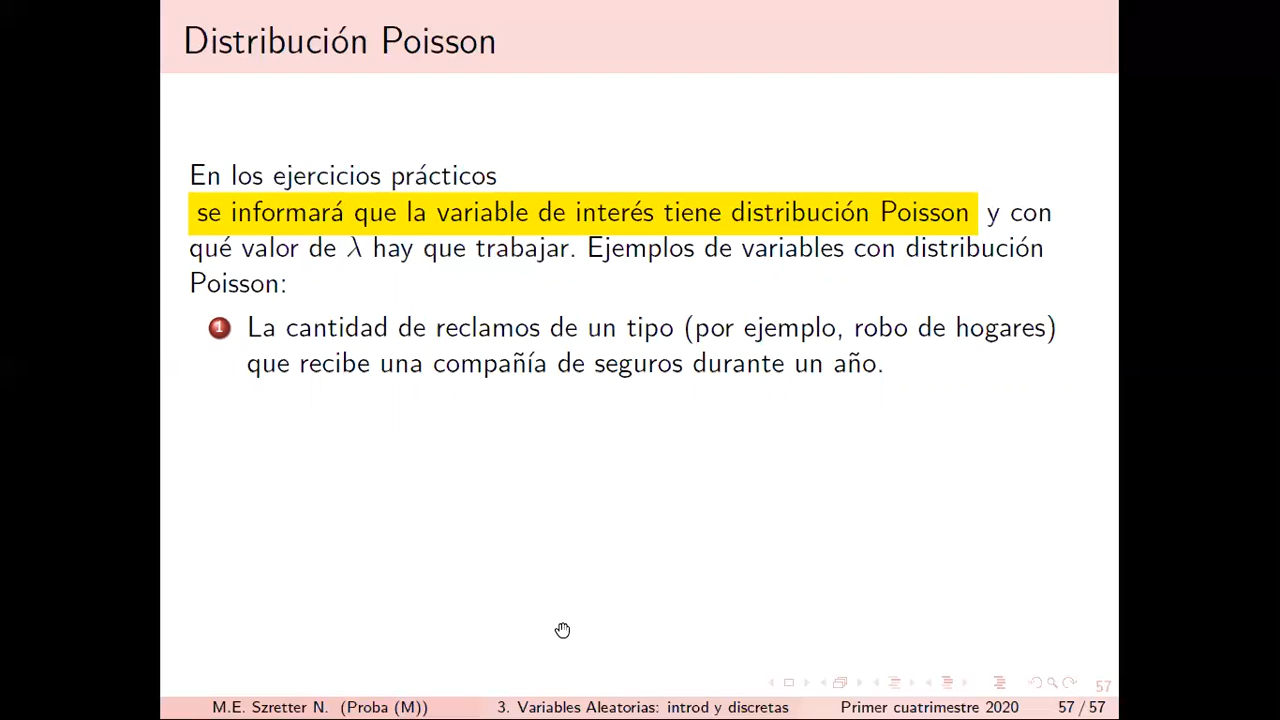 Distribución Poisson
En los ejercicios prácticos
se informará que la variable de interés tiene distribución Poisson y con
qué valor de λ hay que trabajar. Ejemplos de variables con distribución
Poisson:
1 La cantidad de reclamos de un tipo (por ejemplo, robo de hogares)
que recibe una compañía de seguros durante un año.
57
M.E. Szretter N. (Proba (M)) 3. Variables Aleatorias: introd y discretas Primer cuatrimestre 2020 57 / 57